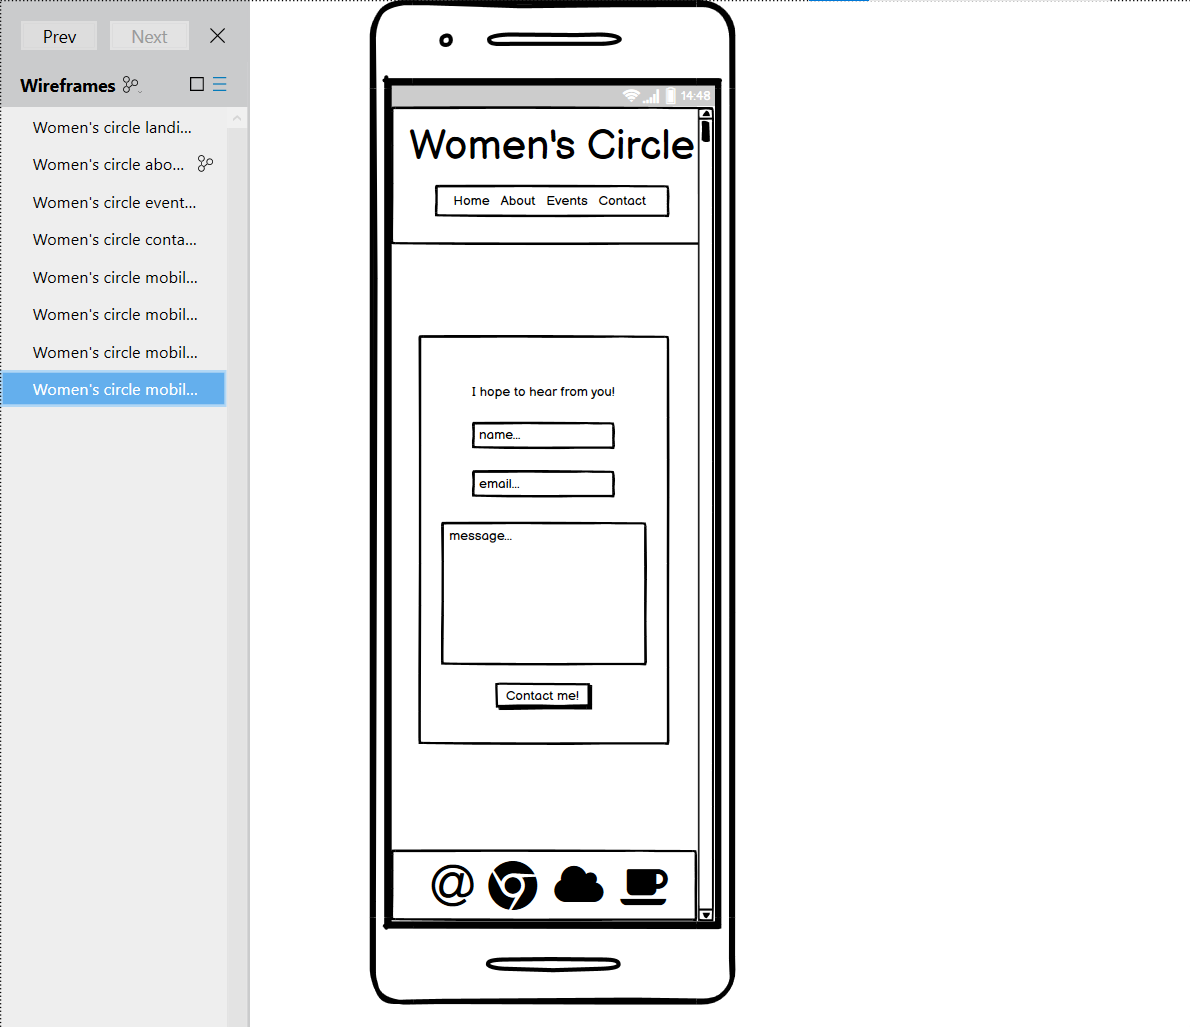 Prev Next
Wireframes
Women's circle landi...
Women's circle abo...
Women's circle event...
Women's circle conta...
Women's circle mobil...
Women's circle mobil...
Women's circle mobil...
Women's circle mobil...
14:48
Women's Circle
Home About Events Contact
I hope to hear from you!
name...
email...
message...
Contact me!
@